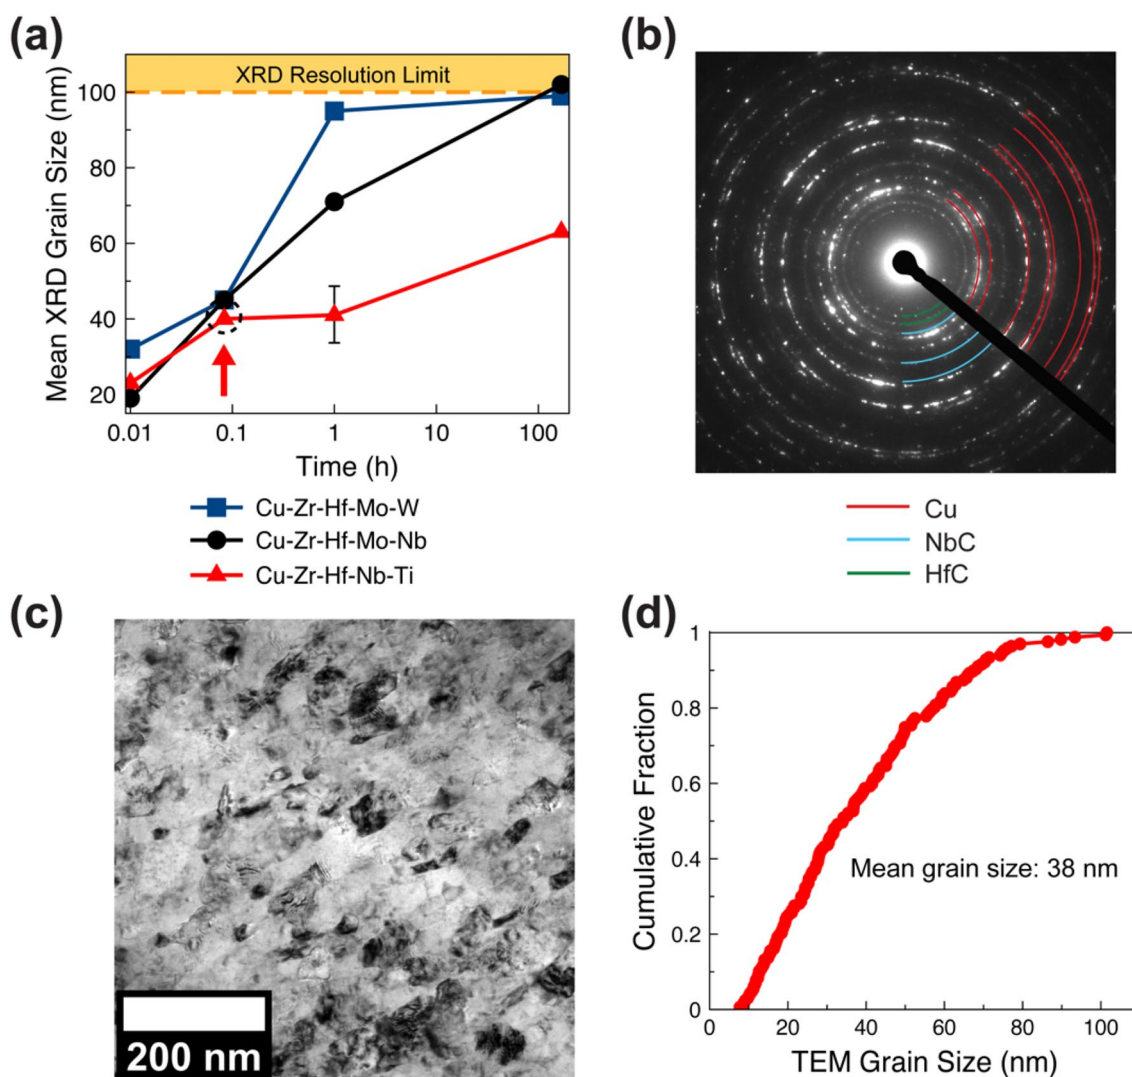 (a)
XRD Resolution Limit
Mean XRD Grain Size (nm)
100
80
60
40
20
0.01
0.1
1
10
100
Time (h)
Cu-Zr-Hf-Mo-W
Cu-Zr-Hf-Mo-Nb
Cu-Zr-Hf-Nb-Ti
(b)
Cu
NbC
HfC
(c)
200 nm
(d)
Cumulative Fraction
1
0.8
0.6
0.4
0.2
0
Mean grain size: 38 nm
0
20
40
60
80
100
TEM Grain Size (nm)